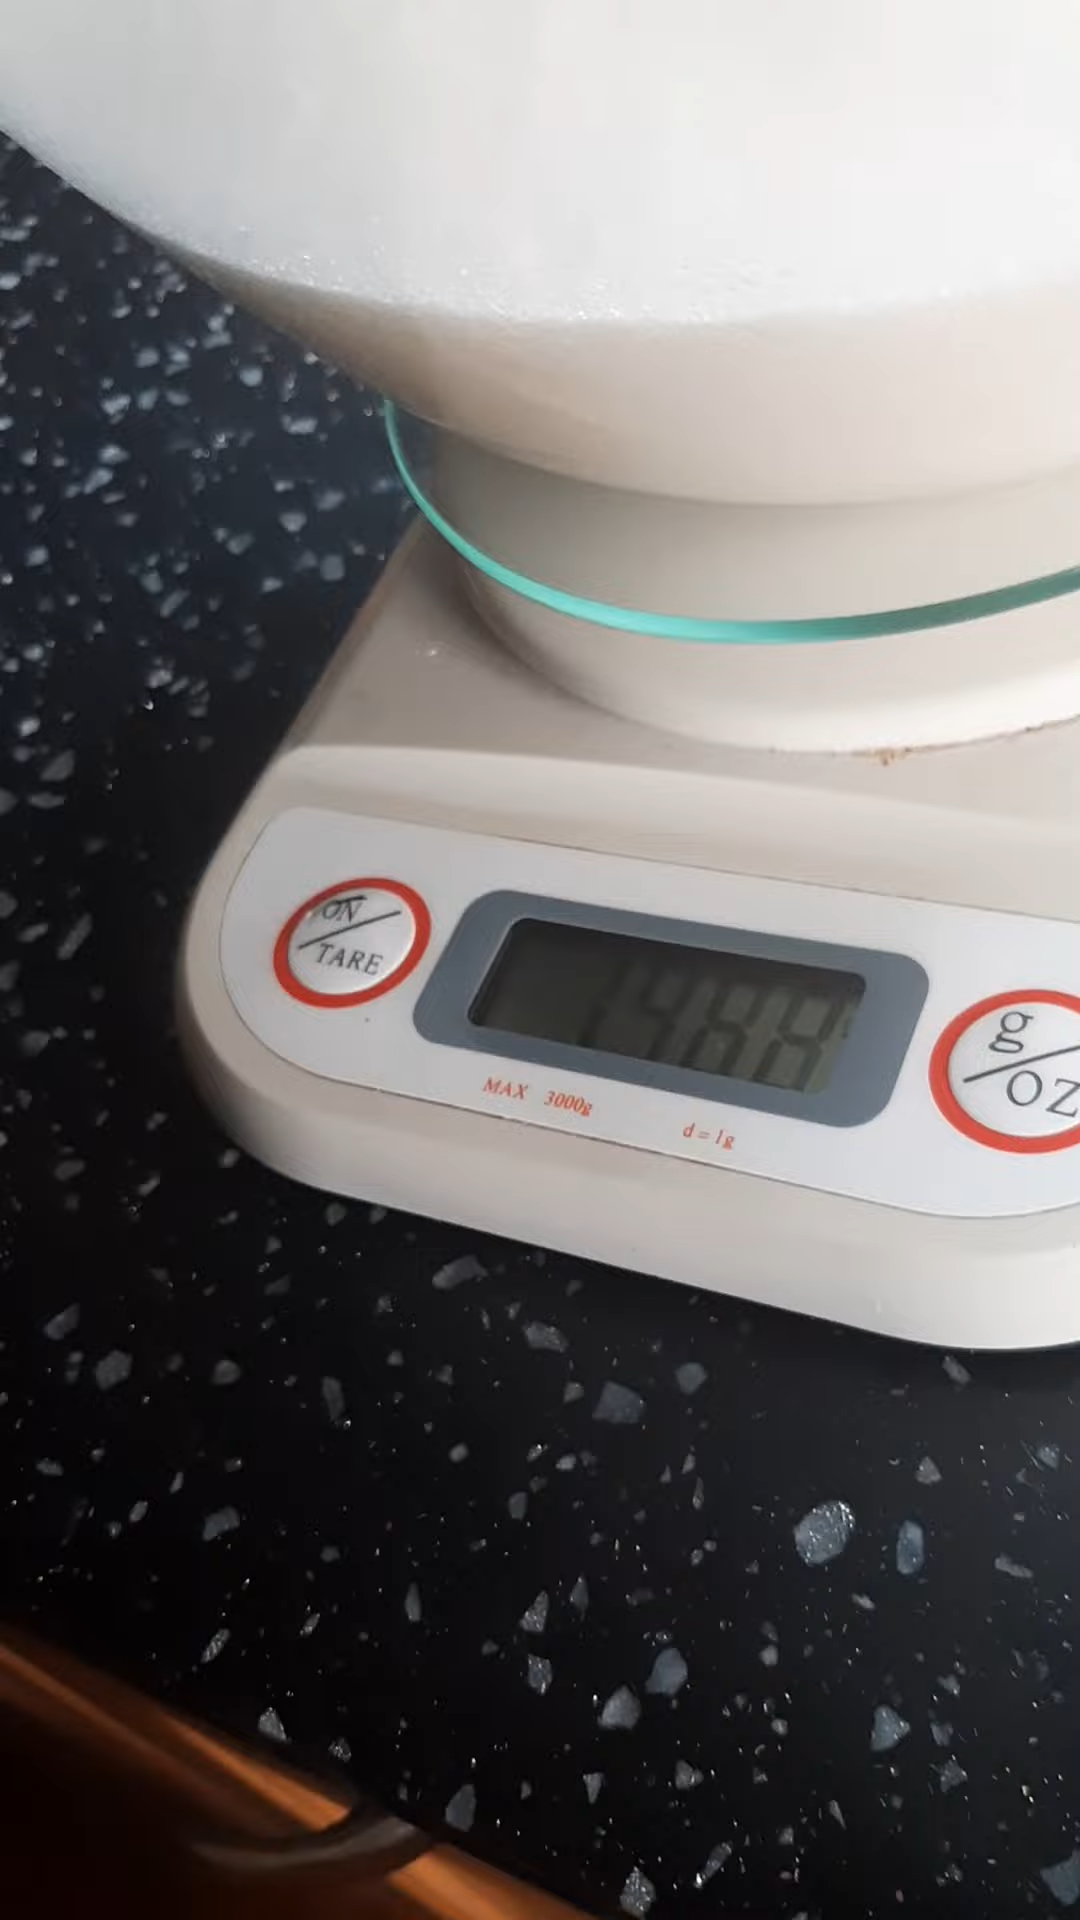 ON
TARE
g
OZ
MAX 3000g
d=1g